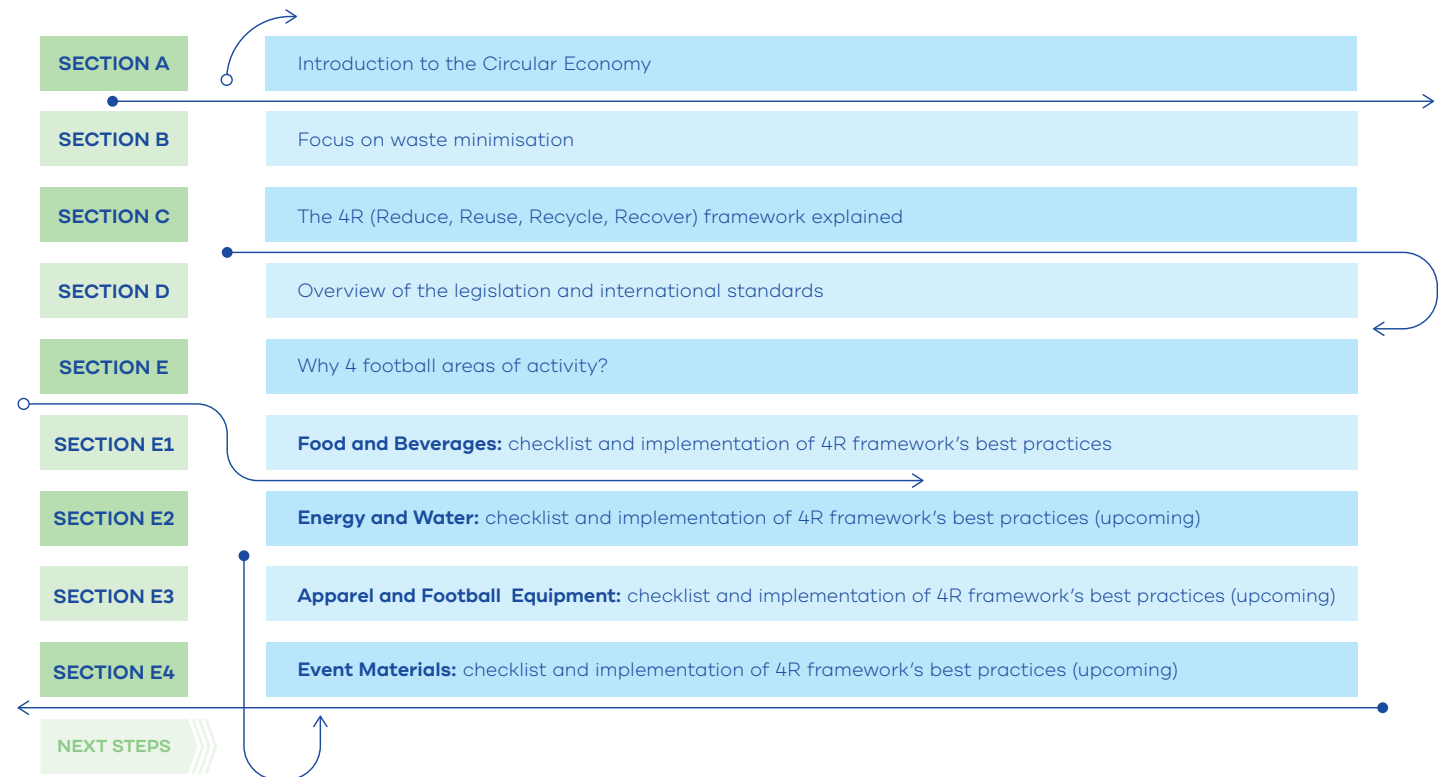 SECTION A
Introduction to the Circular Economy
SECTION B
Focus on waste minimisation
SECTION C
The 4R (Reduce, Reuse, Recycle, Recover) framework explained
SECTION D
Overview of the legislation and international standards
SECTION E
Why 4 football areas of activity?
SECTION E1
Food and Beverages: checklist and implementation of 4R framework’s best practices
SECTION E2
Energy and Water: checklist and implementation of 4R framework’s best practices (upcoming)
SECTION E3
Apparel and Football Equipment: checklist and implementation of 4R framework’s best practices (upcoming)
SECTION E4
Event Materials: checklist and implementation of 4R framework’s best practices (upcoming)
NEXT STEPS